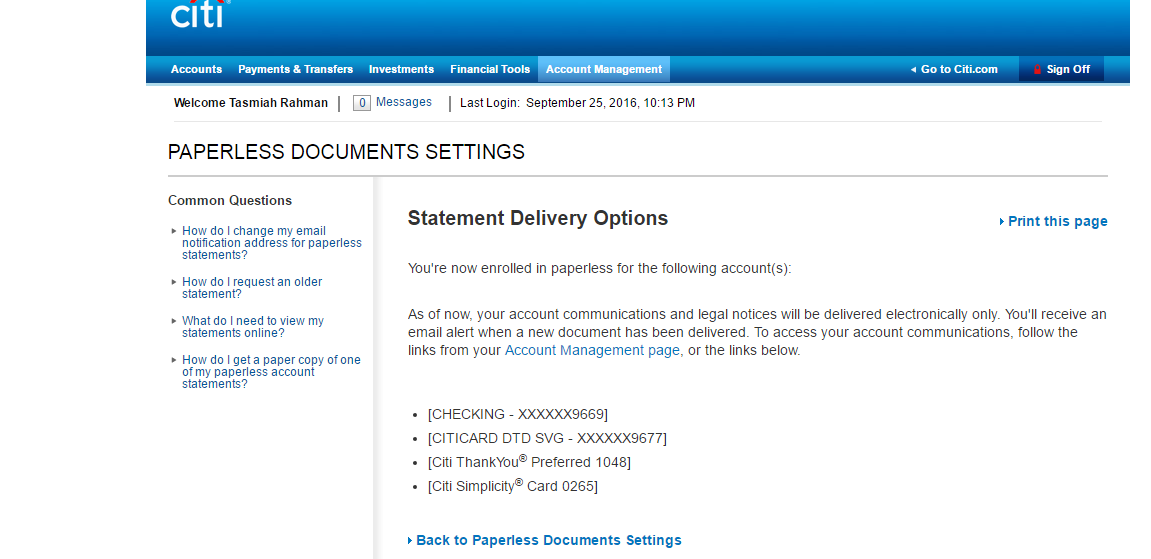 citi
Accounts Payments & Transfers Investments Financial Tools Account Management Go to Citi.com Sign Off
Welcome Tasmiah Rahman | 0 Messages | Last Login: September 25, 2016, 10:13 PM
PAPERLESS DOCUMENTS SETTINGS
Common Questions
How do I change my email
notification address for paperless
statements?
How do I request an older
statement?
What do I need to view my
statements online?
How do I get a paper copy of one
of my paperless account
statements?
Statement Delivery Options
Print this page
You're now enrolled in paperless for the following account(s):
As of now, your account communications and legal notices will be delivered electronically only. You'll receive an
email alert when a new document has been delivered. To access your account communications, follow the
links from your Account Management page, or the links below.
• [CHECKING - XXXXXX9669]
• [CITICARD DTD SVG - XXXXXX9677]
• [Citi ThankYou® Preferred 1048]
• [Citi Simplicity® Card 0265]
Back to Paperless Documents Settings